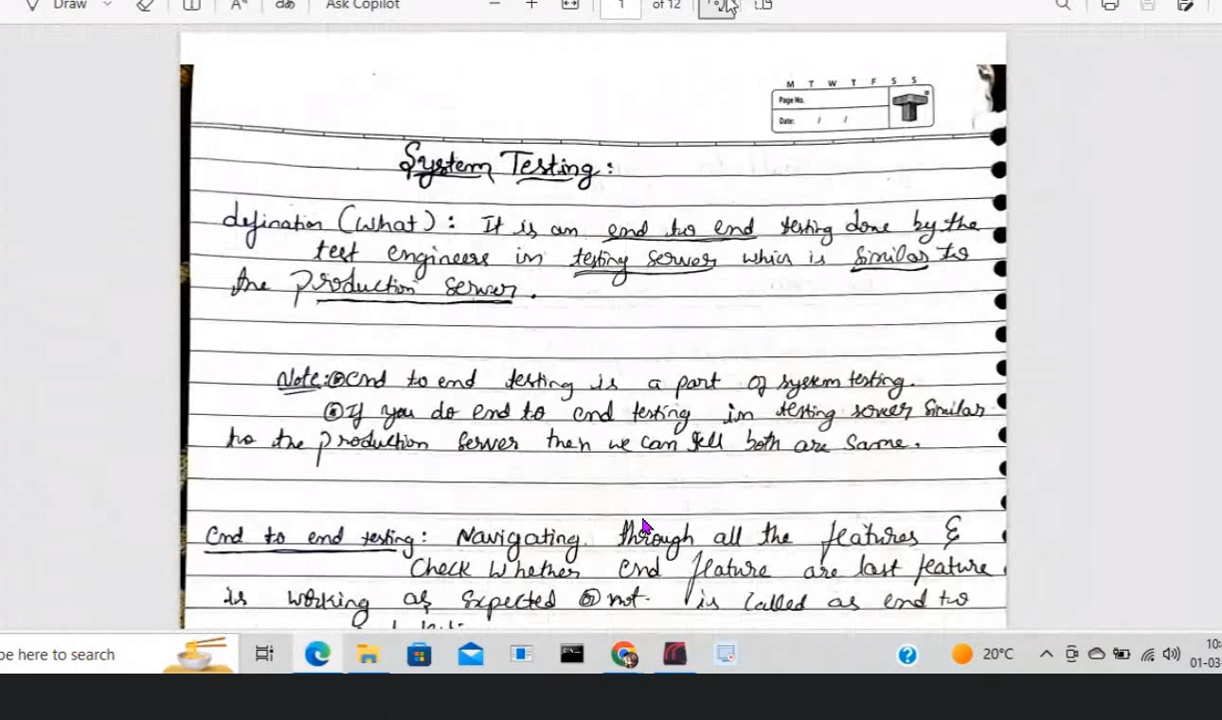 Draw
Ask Copilot
1 of 12
M T W T F S S
Page No.
Date: / /
System Testing:
defination (what): It is an end to end testing done by the
test engineers in testing server which is similar to
the production server.
Note: ① End to end testing is a part of system testing.
② If you do end to end testing in testing server similar
to the production server then we can tell both are same.
End to end testing: Navigating through all the features &
Check whether end feature are last feature
is working as expected or not. is called as end to
pe here to search
20°C
10:
01-03